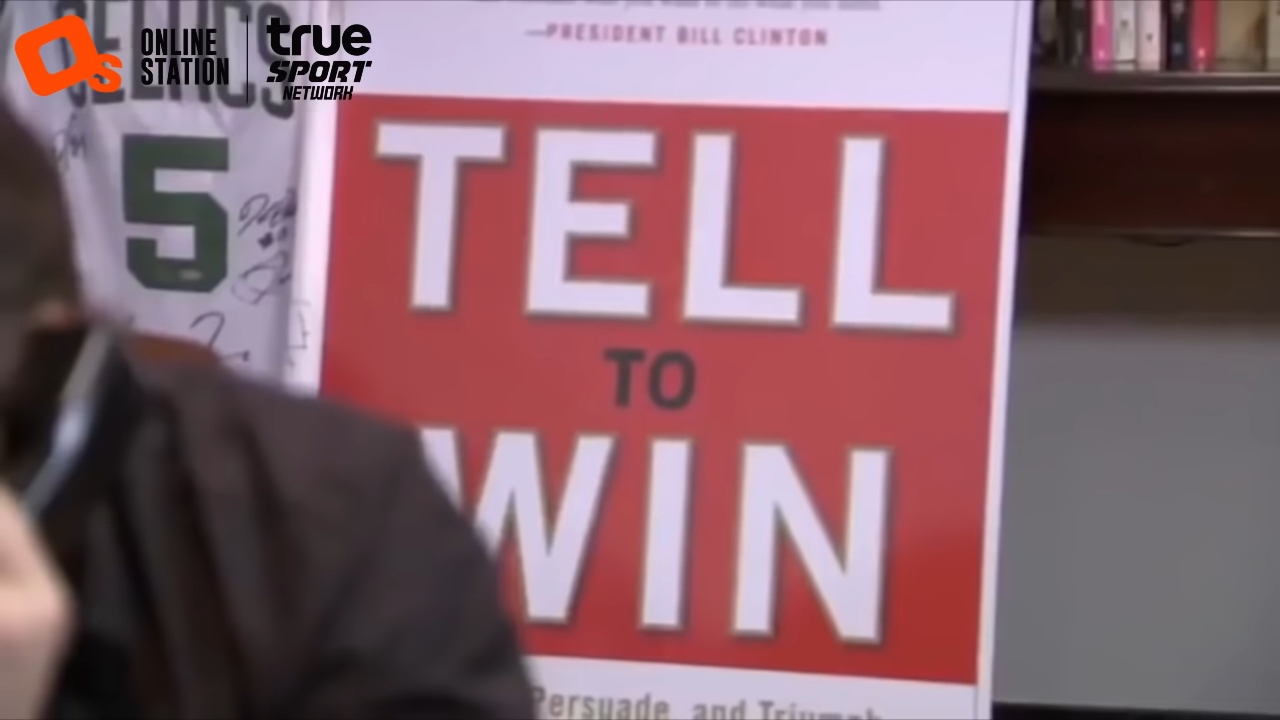 ONLINE STATION
true SPORT NETWORK
CELTICS
5
—PRESIDENT BILL CLINTON
TELL
TO
WIN
Persuade, and Triumph